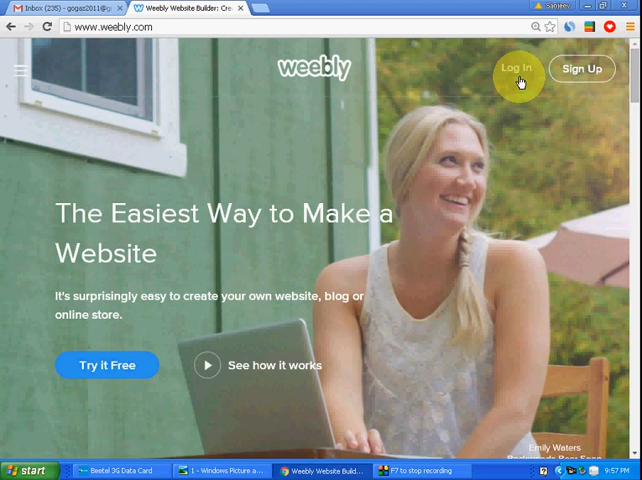 Inbox (235) - gogas2011@g
Weebly Website Builder: Cre
Sanjeev
www.weebly.com
weebly
Log In
Sign Up
The Easiest Way to Make a
Website
It's surprisingly easy to create your own website, blog or
online store.
Try it Free
See how it works
Emily Waters
start
Beetel 3G Data Card
1 - Windows Picture a...
Weebly Website Build...
F7 to stop recording
9:57 PM